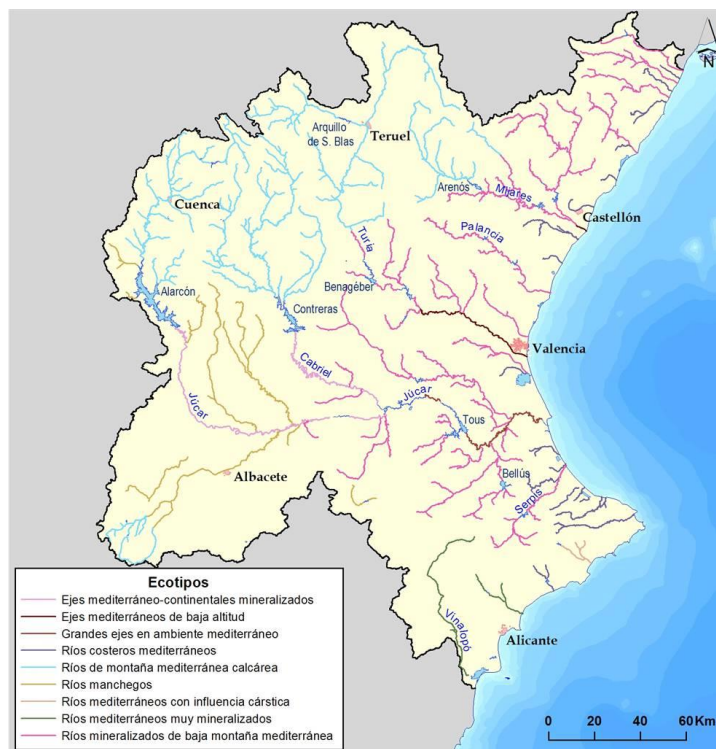 N
Arquillo
de S. Blas
Teruel
Arenós
Mijares
Cuenca
Castellón
Palancia
Turia
Benagéber
Alarcón
Contreras
Valencia
Cabriel
Júcar
Júcar
Tous
Albacete
Bellús
Serpis
Vinalopó
Alicante
Ecotipos
Ejes mediterráneo-continentales mineralizados
Ejes mediterráneos de baja altitud
Grandes ejes en ambiente mediterráneo
Ríos costeros mediterráneos
Ríos de montaña mediterránea calcárea
Ríos manchegos
Ríos mediterráneos con influencia cárstica
Ríos mediterráneos muy mineralizados
Ríos mineralizados de baja montaña mediterránea
0 20 40 60 Km